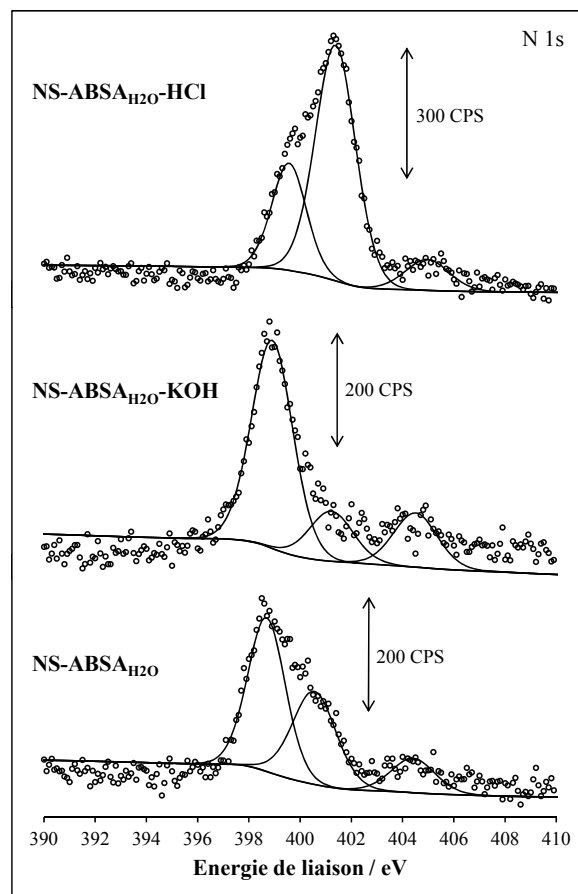 N 1s
NS-ABSAH2O-HCl
300 CPS
NS-ABSAH2O-KOH
200 CPS
NS-ABSAH2O
200 CPS
390 392 394 396 398 400 402 404 406 408 410
Energie de liaison / eV